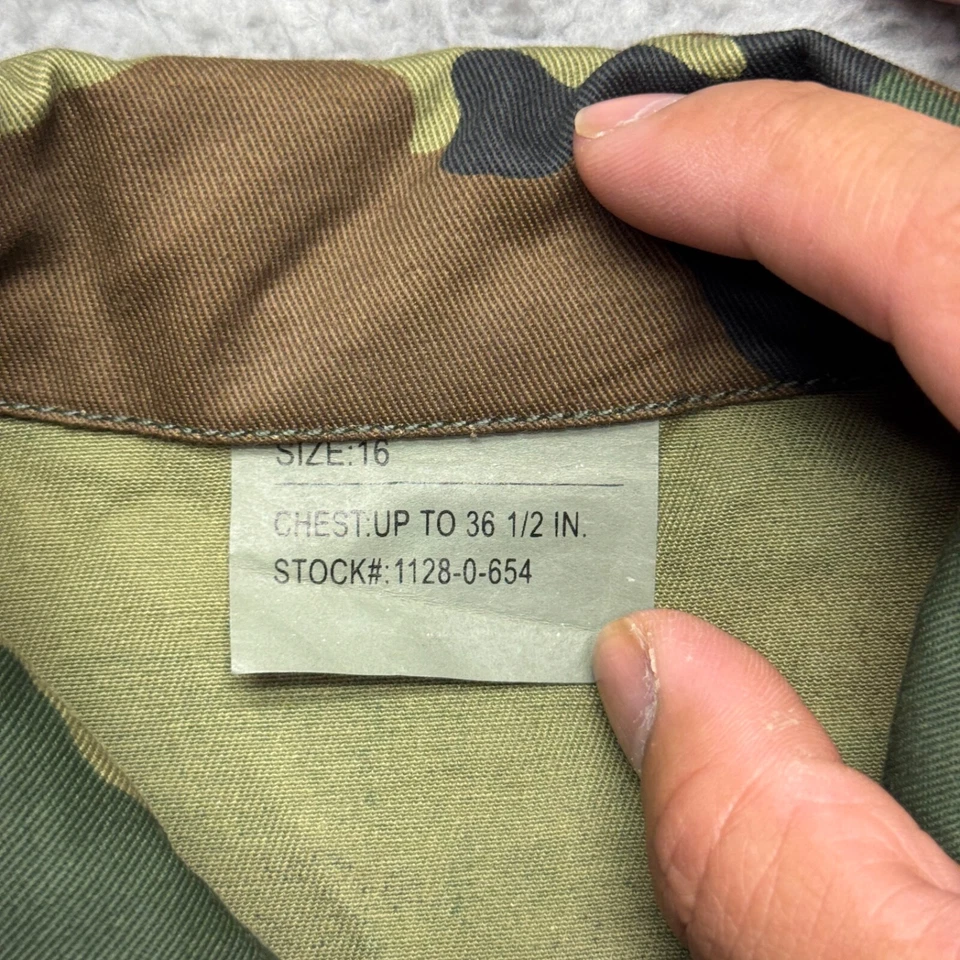 SIZE:16
CHEST:UP TO 36 1/2 IN.
STOCK#:1128-0-654